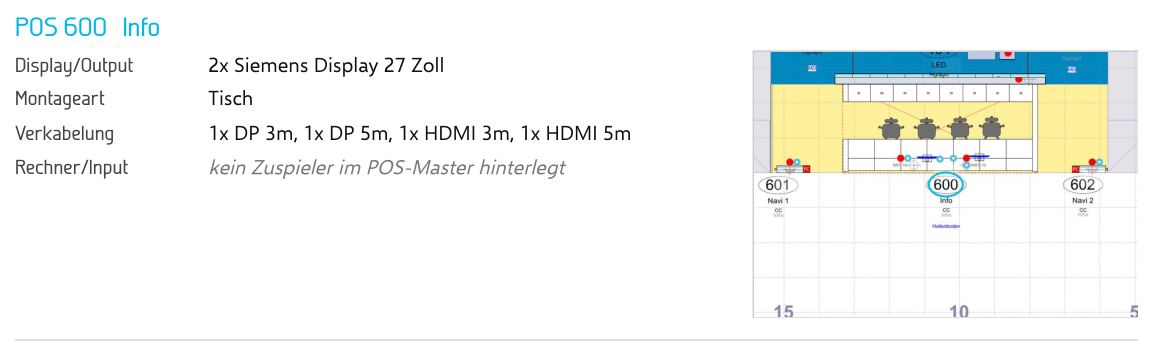 POS 600 Info
Display/Output 2x Siemens Display 27 Zoll
Montageart Tisch
Verkabelung 1x DP 3m, 1x DP 5m, 1x HDMI 3m, 1x HDMI 5m
Rechner/Input kein Zuspieler im POS-Master hinterlegt
LED
Highlight
601
Navi 1
CC
600
Info
CC
Hallenboden
602
Navi 2
CC
15
10
5